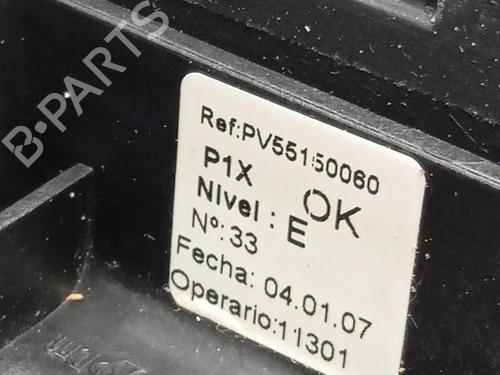 B-PARTS
Ref:PV55150060
P1X OK
Nivel : E
Nº:33
Fecha: 04.01.07
Operario:11301